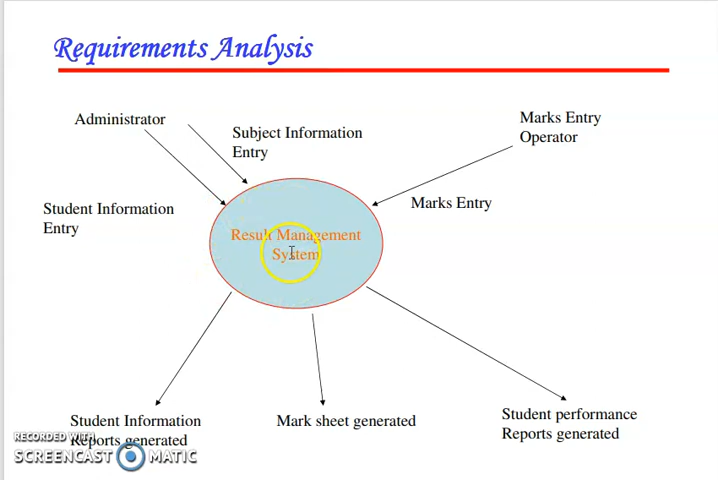 Requirements Analysis
Administrator
Marks Entry
Operator
Subject Information
Entry
Student Information
Entry
Marks Entry
Result Management
System
Student Information
Reports generated
Mark sheet generated
Student performance
Reports generated
RECORDED WITH
SCREENCAST MATIC